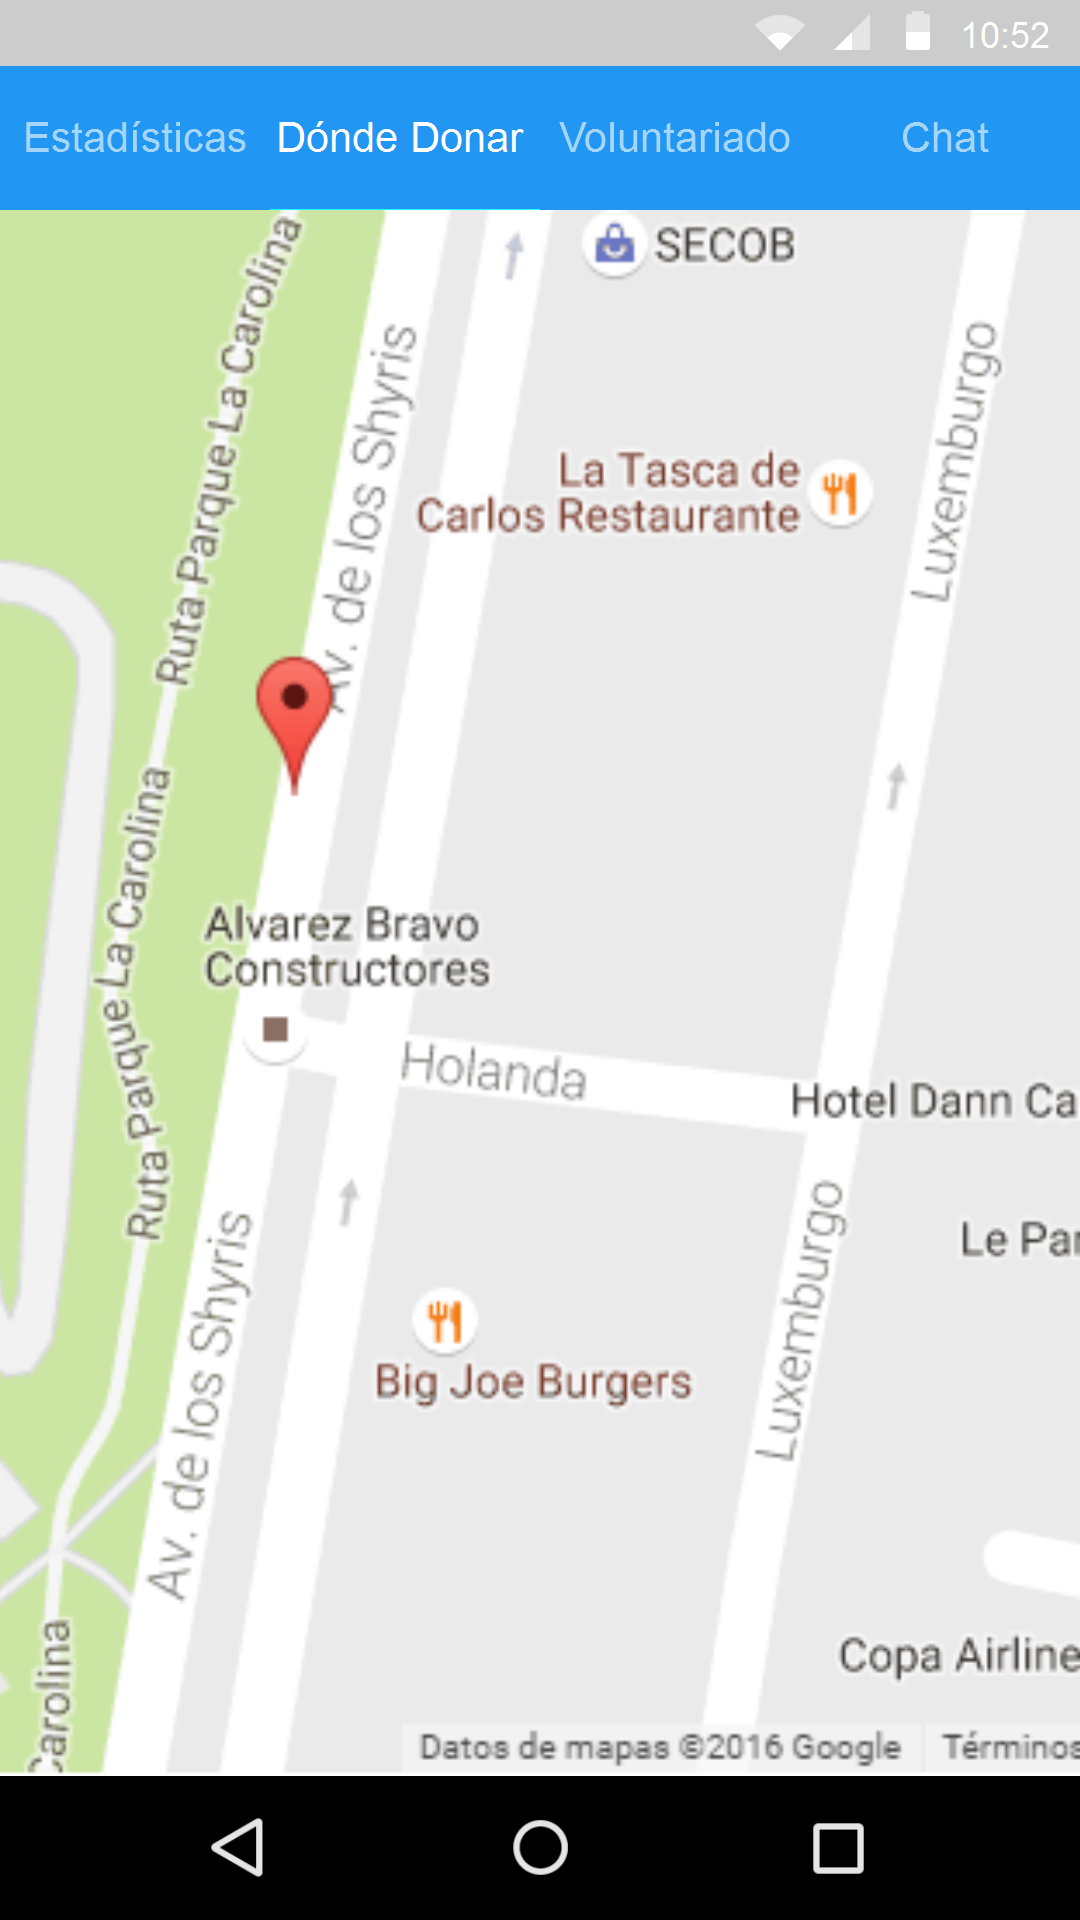 10:52
Estadísticas Dónde Donar Voluntariado Chat
SECOB
Ruta Parque La Carolina
Av. de los Shyris
Luxemburgo
La Tasca de
Carlos Restaurante
Ruta Parque La Carolina
Alvarez Bravo
Constructores
Holanda
Hotel Dann Ca
Ruta Parque
Luxemburgo
Le Par
Av. de los Shyris
Big Joe Burgers
Carolina
Copa Airline
Datos de mapas ©2016 Google Términos